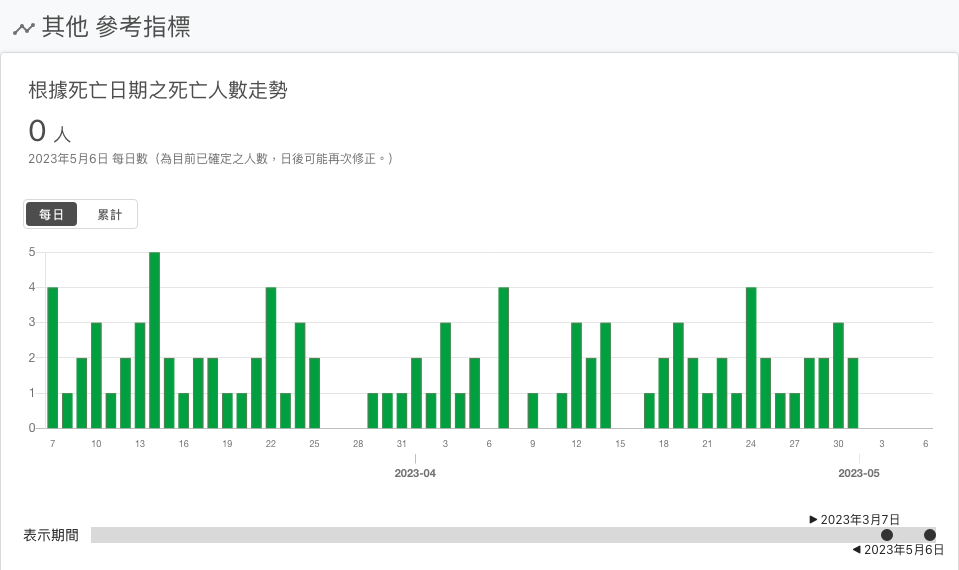 其他 參考指標
根據死亡日期之死亡人數走勢
0 人
2023年5月6日 每日數（為目前已確定之人數，日後可能再次修正。）
每日 累計
5
4
3
2
1
0
7 10 13 16 19 22 25 28 31 3 6 9 12 15 18 21 24 27 30 3 6
2023-04 2023-05
2023年3月7日
表示期間
2023年5月6日